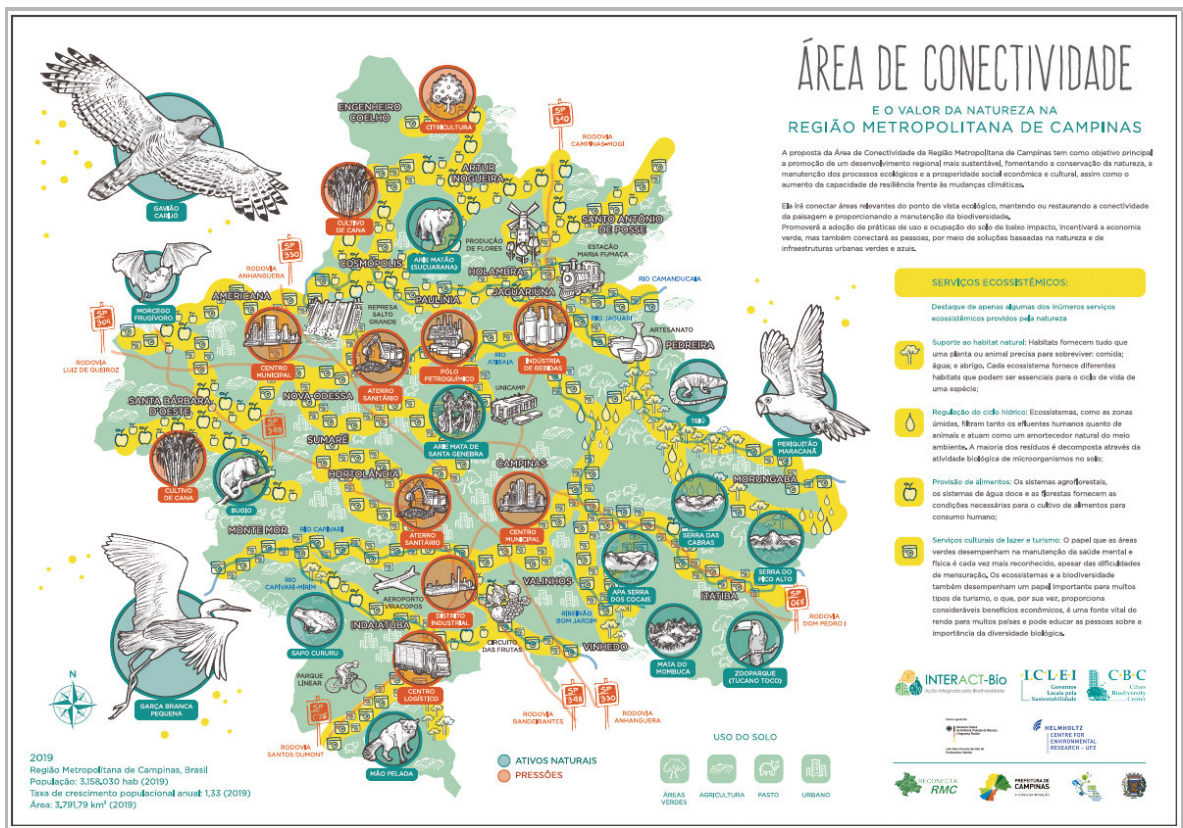 ÁREA DE CONECTIVIDADE
E O VALOR DA NATUREZA NA
REGIÃO METROPOLITANA DE CAMPINAS
A proposta da Área de Conectividade da Região Metropolitana de Campinas tem como objetivo principal
a promoção de um desenvolvimento regional mais sustentável, fomentando a conservação da natureza, a
manutenção dos processos ecológicos e a prosperidade social econômica e cultural, assim como o
aumento da capacidade de resiliência frente às mudanças climáticas.
Ela irá conectar áreas relevantes do ponto de vista ecológico, mantendo ou restaurando a conectividade
da paisagem e proporcionando a manutenção da biodiversidade.
Promoverá a adoção de práticas de uso e ocupação do solo de baixo impacto, incentivará a economia
verde, mas também conectará as pessoas, por meio de soluções baseadas na natureza e de
infraestruturas urbanas verdes e azuis.
SERVIÇOS ECOSSISTÊMICOS:
Destaque de apenas algumas dos inúmeros serviços
ecossistêmicos providos pela natureza
Suporte ao habitat natural: Habitats fornecem tudo que
uma planta ou animal precisa para sobreviver: comida;
água; e abrigo. Cada ecossistema fornece diferentes
habitats que podem ser essenciais para o ciclo de vida de
uma espécie;
Regulação do ciclo hídrico: Ecosistemas, como as zonas
úmidas, filtram tanto os efluentes humanos quanto de
animais e atuam como um amortecedor natural do meio
ambiente. A maioria dos resíduos é decomposta através da
atividade biológica de microorganismos no solo;
Provisão de alimentos: Os sistemas agroflorestais,
os sistemas de água doce e as florestas fornecem as
condições necessárias para o cultivo de alimentos para
consumo humano;
Serviços culturais de lazer e turismo: O papel que as áreas
verdes desempenham na manutenção da saúde mental e
física é cada vez mais reconhecido, apesar das dificuldades
de mensuração. Os ecossistemas e a biodiversidade
também desempenham um papel importante para muitos
tipos de turismo, o que, por sua vez, proporciona
consideráveis benefícios econômicos, é uma fonte vital de
renda para muitos países e pode educar as pessoas sobre a
importância da diversidade biológica.
ENGENHEIRO
COELHO
CITRICULTURA
SP
340
RODOVIA
CAMPINAS-MOGI
GAVIÃO
CARIJÓ
ARTUR
NOGUEIRA
CULTIVO
DE CANA
SANTO ANTÔNIO
DE POSSE
PRODUÇÃO
DE FLORES
ARIE MATÃO
(SUÇUARANA)
ESTAÇÃO
MARIA FUMAÇA
SP
330
RODOVIA
ANHANGUERA
COSMÓPOLIS
HOLAMBRA
RIO CAMANDUCAIA
MORCEGO
FRUGÍVORO
AMERICANA
PAULÍNIA
JAGUARIÚNA
SP
304
REPRESA
SALTO
GRANDE
RIO JAGUARI
ARTESANATO
PEDREIRA
RODOVIA
LUIZ DE QUEIROZ
CENTRO
MUNICIPAL
ATERRO
SANITÁRIO
PÓLO
PETROQUÍMICO
RIO
ATIBAIA
INDÚSTRIA
DE BEBIDAS
SANTA BÁRBARA
D'OESTE
NOVA-ODESSA
UNICAMP
TEIÚ
SP
348
SUMARÉ
ARIE MATA DE
SANTA GENEBRA
PERIQUITÃO
MARACANÃ
CULTIVO
DE CANA
BUGIO
HORTOLÂNDIA
CAMPINAS
MORUNGABA
MONTE MOR
RIO CAPIVARI
ATERRO
SANITÁRIO
CENTRO
MUNICIPAL
SERRA DAS
CABRAS
SERRA DO
PICO ALTO
RIO
CAPIVARI-MIRIM
AEROPORTO
VIRACOPOS
VALINHOS
APA SERRA
DOS COCAIS
ITATIBA
SP
065
RODOVIA
DOM PEDRO I
DISTRITO
INDUSTRIAL
RIBEIRÃO
BOM JARDIM
SAPO CURURU
INDAIATUBA
CIRCUITO
DAS FRUTAS
VINHEDO
MATA DO
MOMBUCA
ZOOPARQUE
(TUCANO TOCO)
PARQUE
LINEAR
CENTRO
LOGÍSTICO
N
GARÇA BRANCA
PEQUENA
SP
075
SP
348
SP
330
RODOVIA
BANDEIRANTES
RODOVIA
ANHANGUERA
RODOVIA
SANTOS DUMONT
MÃO PELADA
2019
Região Metropolitana de Campinas, Brasil
População: 3.158.030 hab (2019)
Taxa de crescimento populacional anual: 1,33 (2019)
Área: 3.791,79 km² (2019)
ATIVOS NATURAIS
PRESSÕES
USO DO SOLO
ÁREAS
VERDES
AGRICULTURA
PASTO
URBANO
INTERACT-Bio
Ação Integrada pela Biodiversidade
I.C.L.E.I
Governos
Locais pela
Sustentabilidade
C·B·C
Cities
Biodiversity
Center
HELMHOLTZ
CENTRE FOR
ENVIRONMENTAL
RESEARCH – UFZ
RECONECTA
RMC
PREFEITURA DE
CAMPINAS